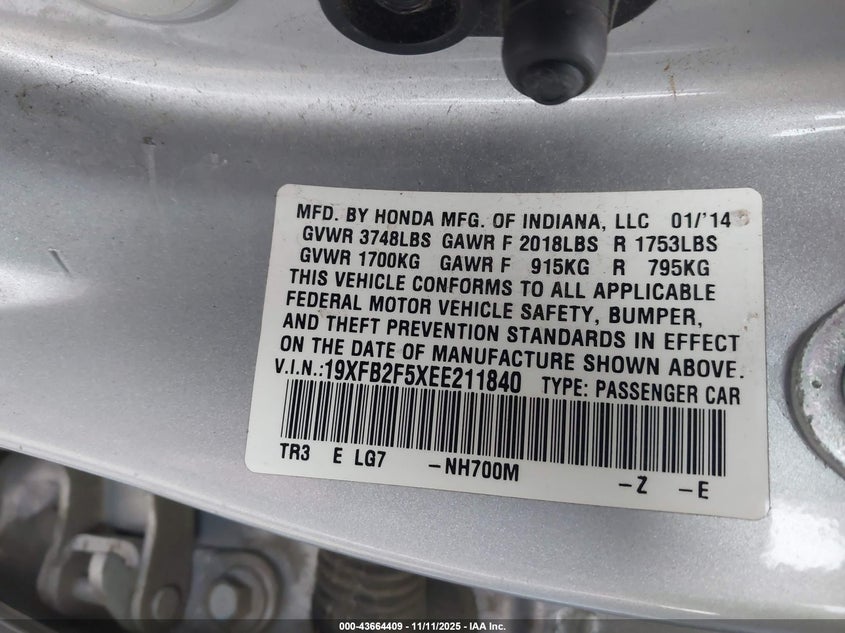 MFD. BY HONDA MFG. OF INDIANA, LLC 01/'14
GVWR 3748LBS GAWR F 2018LBS R 1753LBS
GVWR 1700KG GAWR F 915KG R 795KG
THIS VEHICLE CONFORMS TO ALL APPLICABLE
FEDERAL MOTOR VEHICLE SAFETY, BUMPER,
AND THEFT PREVENTION STANDARDS IN EFFECT
ON THE DATE OF MANUFACTURE SHOWN ABOVE.
V.I.N.:19XFB2F5XEE211840 TYPE: PASSENGER CAR
TR3 E LG7 -NH700M -Z -E
000-43664409 - 11/11/2025 - IAA Inc.